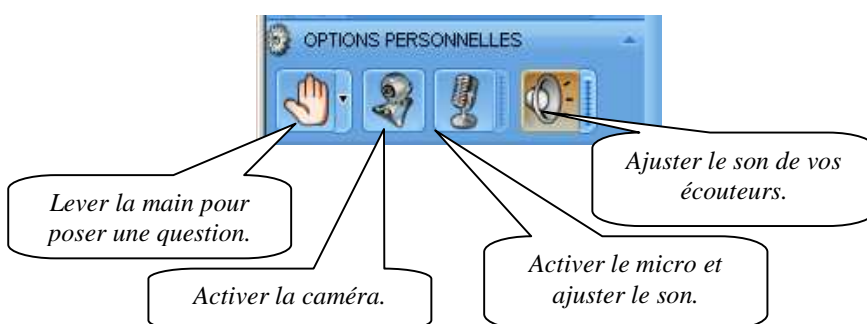 OPTIONS PERSONNELLES
Ajuster le son de vos
écouteurs.
Lever la main pour
poser une question.
Activer le micro et
ajuster le son.
Activer la caméra.